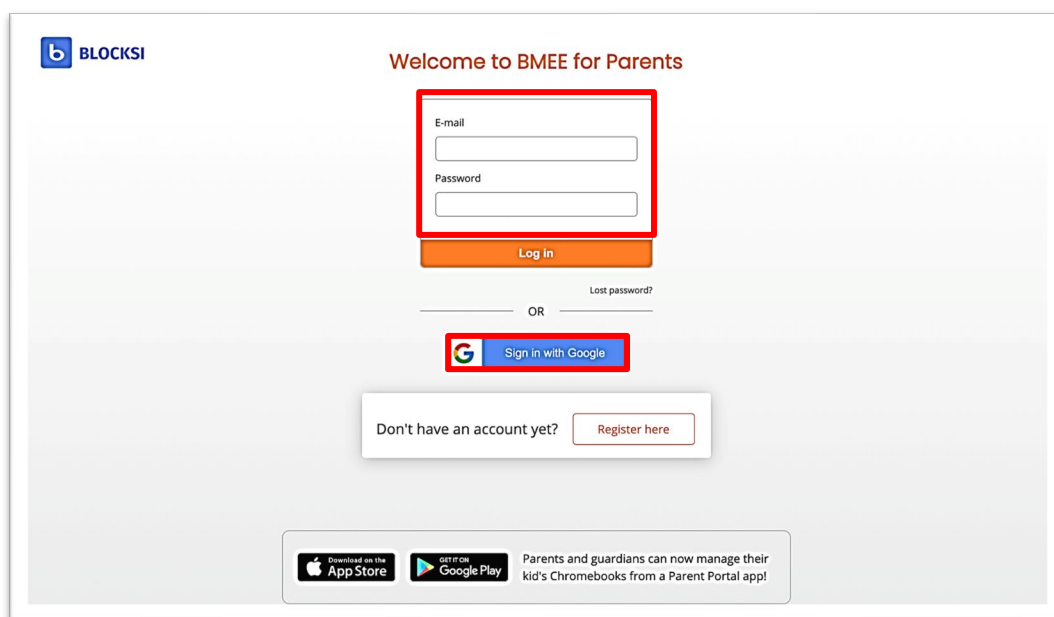 b BLOCKSI
Welcome to BMEE for Parents
E-mail
Password
Log in
Lost password?
OR
G Sign in with Google
Don't have an account yet? Register here
Download on the
App Store
GET IT ON
Google Play
Parents and guardians can now manage their
kid's Chromebooks from a Parent Portal app!